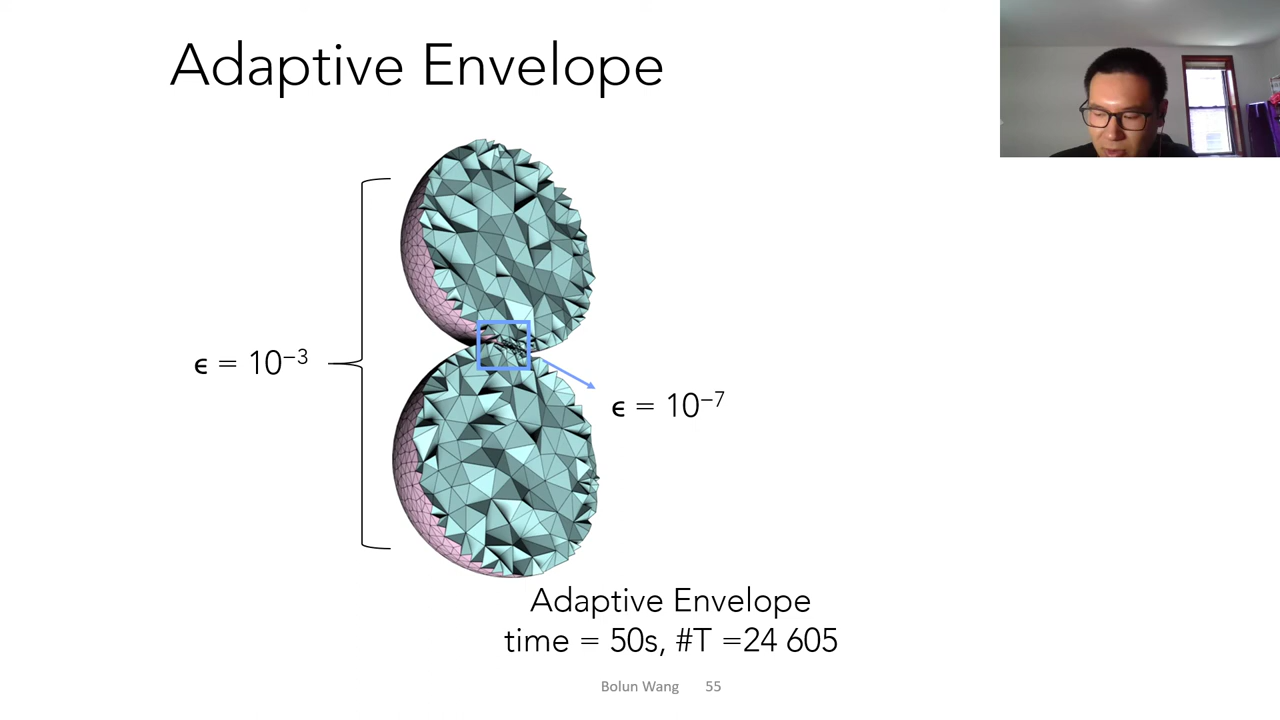 Adaptive Envelope
ϵ = 10⁻³
ϵ = 10⁻⁷
Adaptive Envelope
time = 50s, #T =24 605
Bolun Wang 55